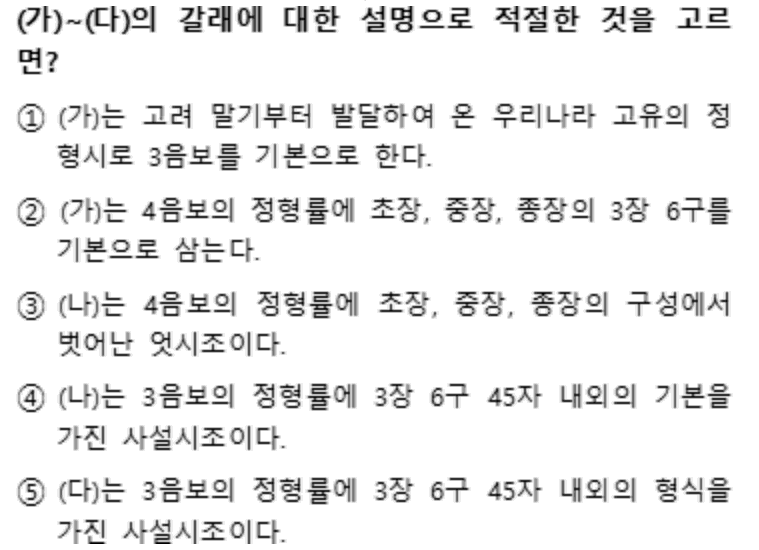 (가)~(다)의 갈래에 대한 설명으로 적절한 것을 고르
면?
① (가)는 고려 말기부터 발달하여 온 우리나라 고유의 정
형시로 3음보를 기본으로 한다.
② (가)는 4음보의 정형률에 초장, 중장, 종장의 3장 6구를
기본으로 삼는다.
③ (나)는 4음보의 정형률에 초장, 중장, 종장의 구성에서
벗어난 엇시조이다.
④ (나)는 3음보의 정형률에 3장 6구 45자 내외의 기본을
가진 사설시조이다.
⑤ (다)는 3음보의 정형률에 3장 6구 45자 내외의 형식을
가진 사설시조이다.